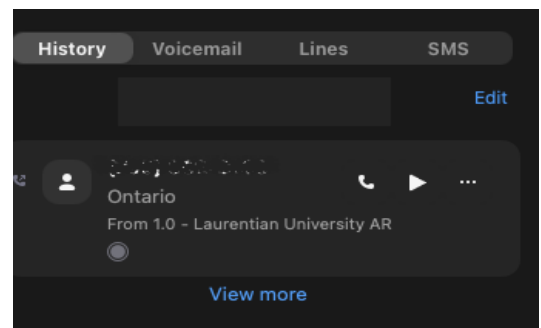 History Voicemail Lines SMS
Edit
Ontario
From 1.0 - Laurentian University AR
View more